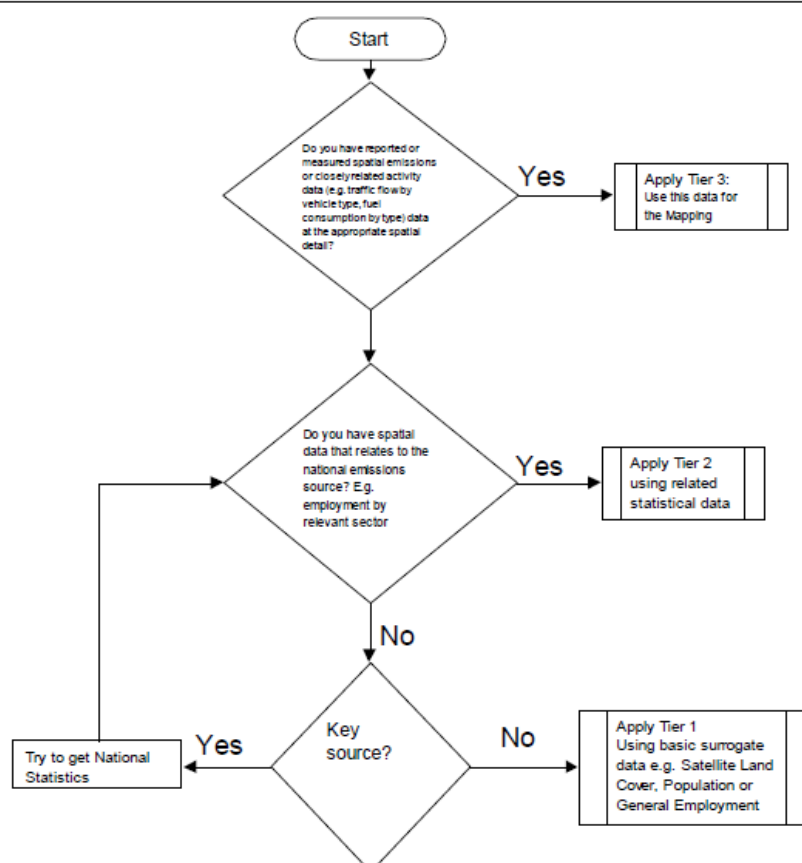 Start
Do you have reported or
measured spatial emissions
or closely related activity
data (e.g. traffic flow by
vehicle type, fuel
consumption by type) data
at the appropriate spatial
detail?
Yes
Apply Tier 3:
Use this data for
the Mapping
Do you have spatial
data that relates to the
national emissions
source? E.g.
employment by
relevant sector
Yes
Apply Tier 2
using related
statistical data
No
Key
source?
Yes
Try to get National
Statistics
No
Apply Tier 1
Using basic surrogate
data e.g. Satellite Land
Cover, Population or
General Employment